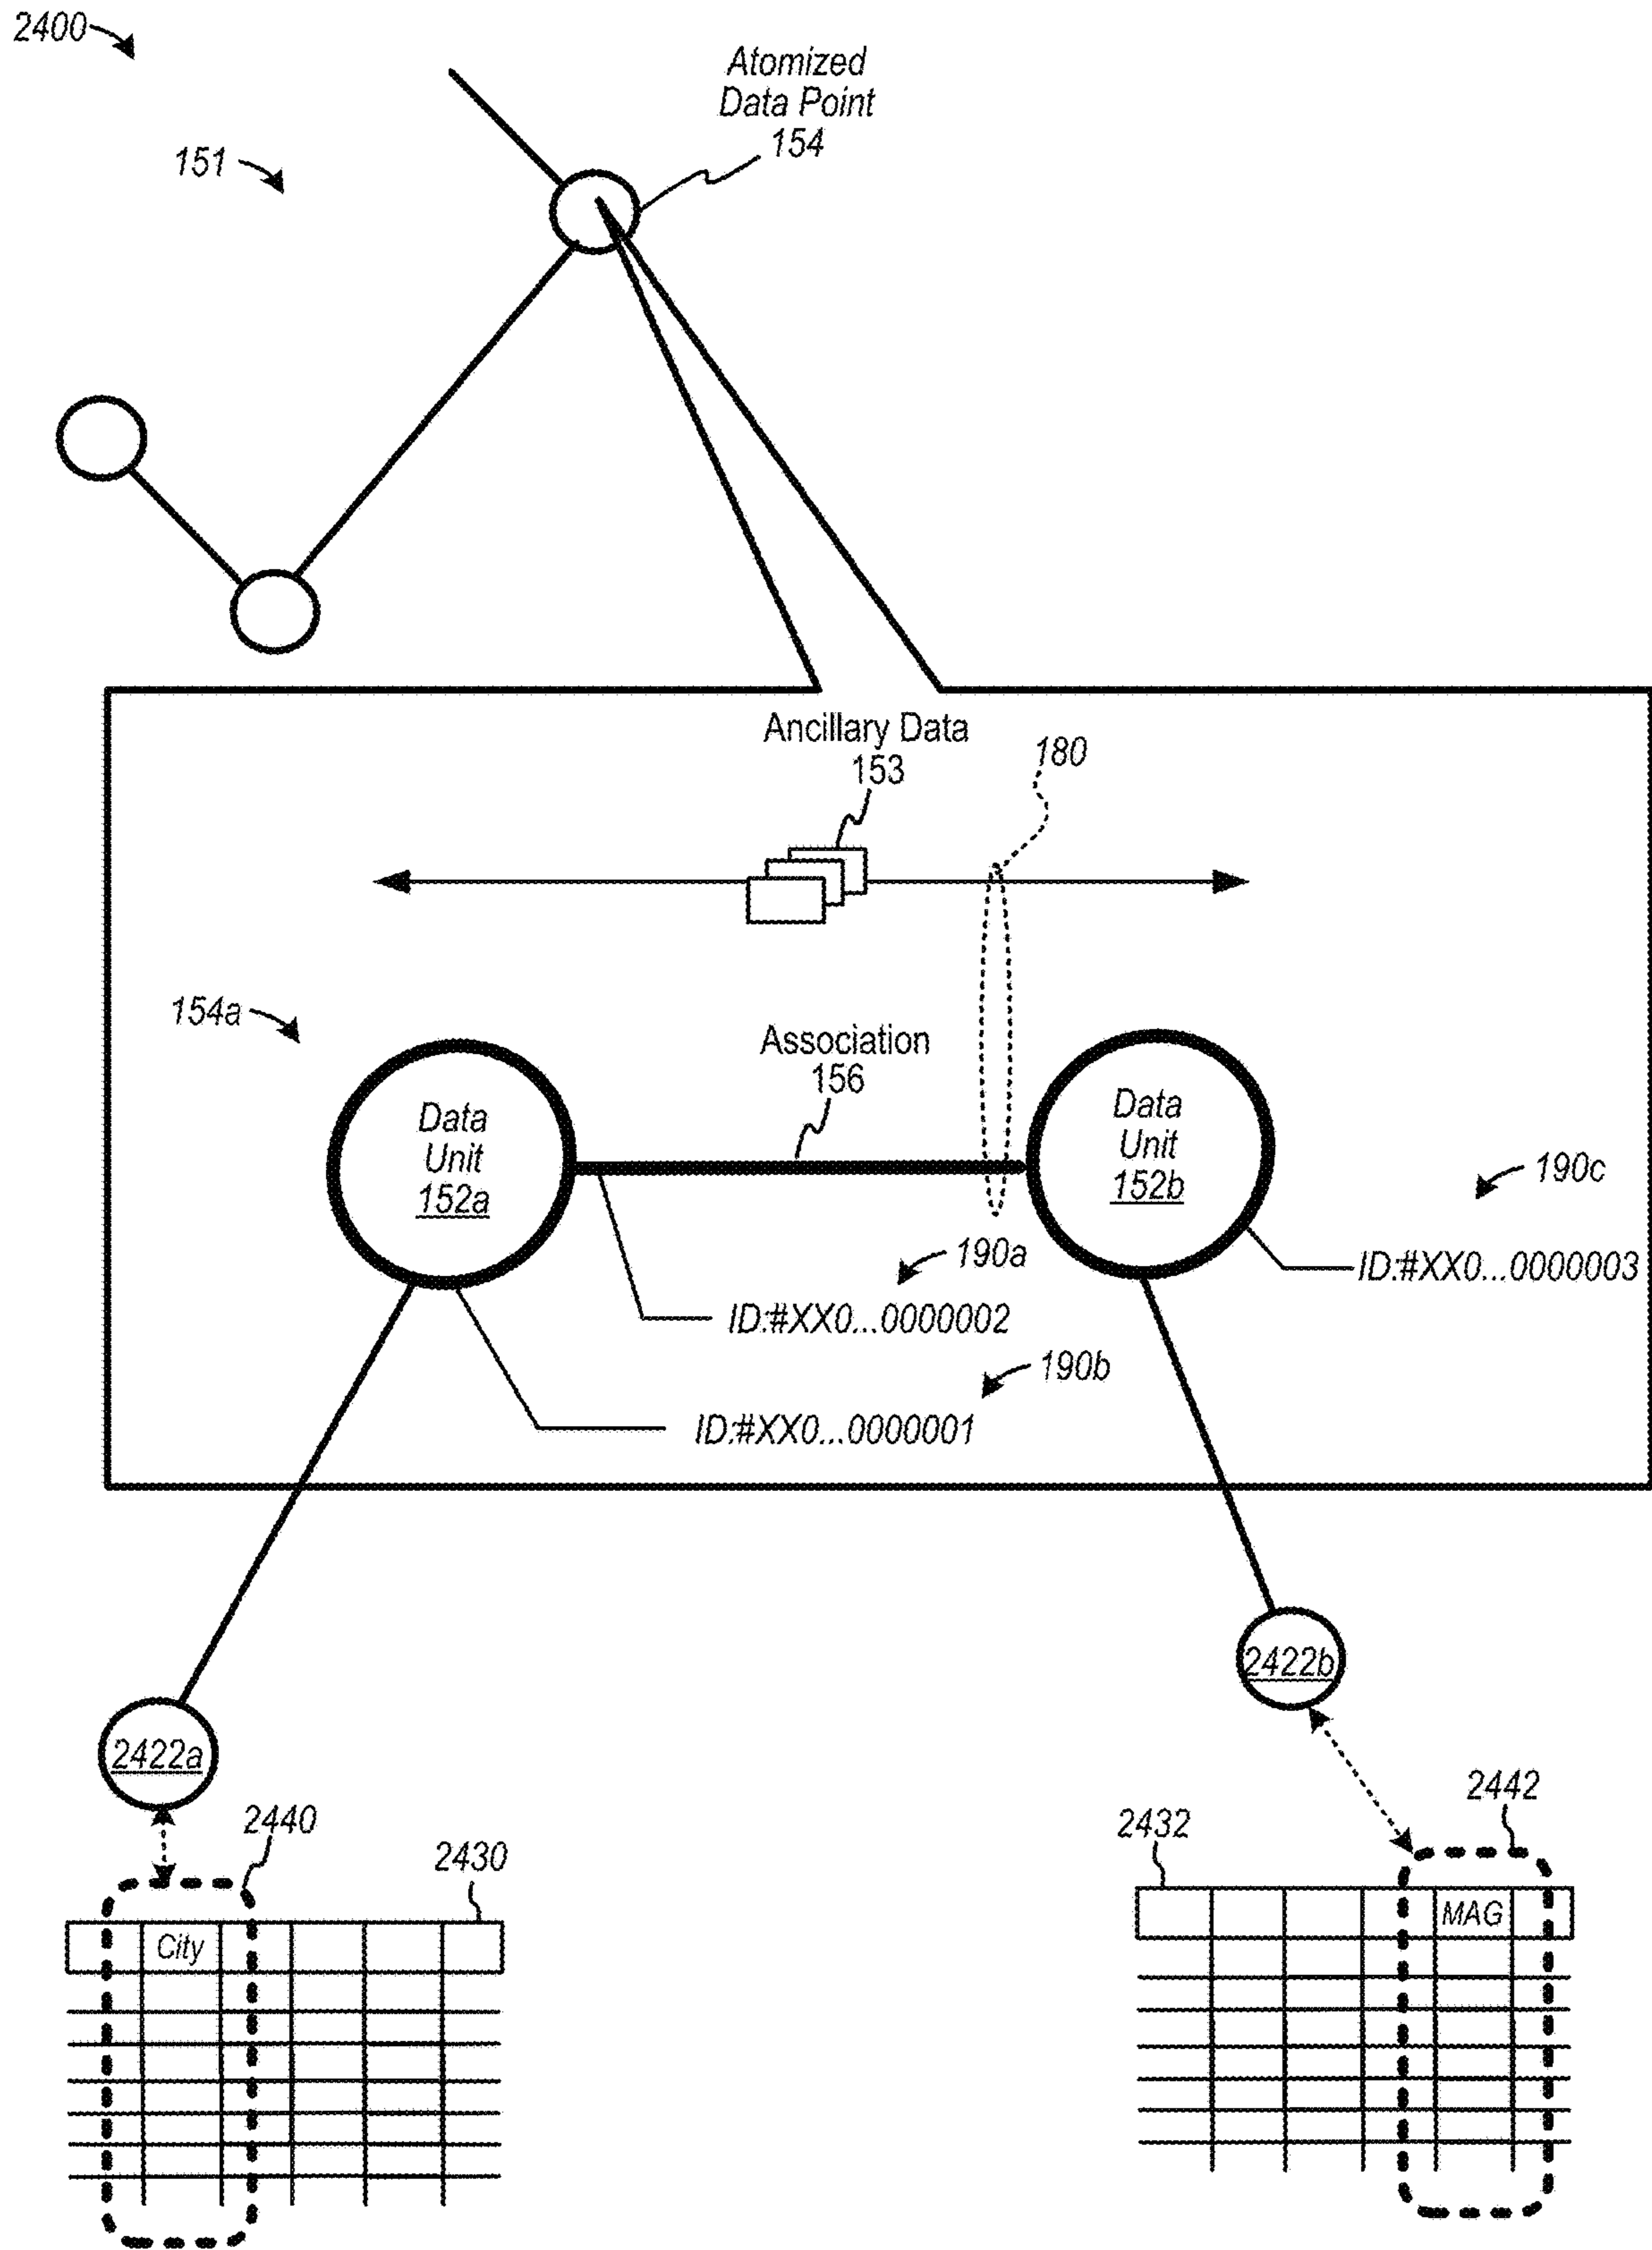 2400
Atomized
Data Point
154
151
Ancillary Data
153
180
154a
Association
156
Data
Unit
152a
Data
Unit
152b
190c
190a
ID:#XX0...0000003
ID:#XX0...0000002
190b
ID:#XX0...0000001
2422b
2422a
2442
2440
2432
2430
MAG
City